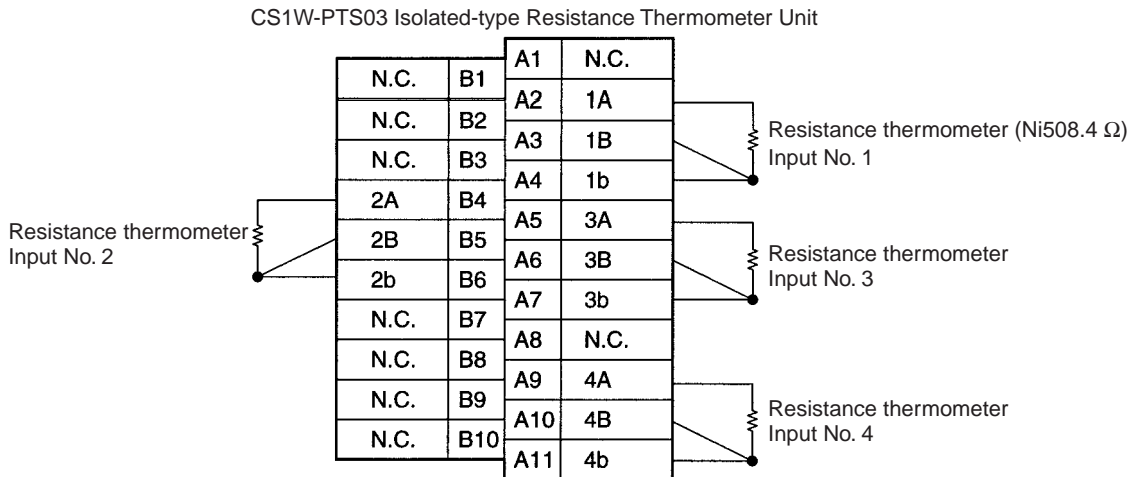 CS1W-PTS03 Isolated-type Resistance Thermometer Unit
A1 N.C.
N.C. B1
A2 1A
N.C. B2
A3 1B
N.C. B3
A4 1b
2A B4
A5 3A
2B B5
A6 3B
2b B6
A7 3b
N.C. B7
A8 N.C.
N.C. B8
A9 4A
N.C. B9
A10 4B
N.C. B10
A11 4b
Resistance thermometer (Ni508.4 Ω)
Input No. 1
Resistance thermometer
Input No. 2
Resistance thermometer
Input No. 3
Resistance thermometer
Input No. 4